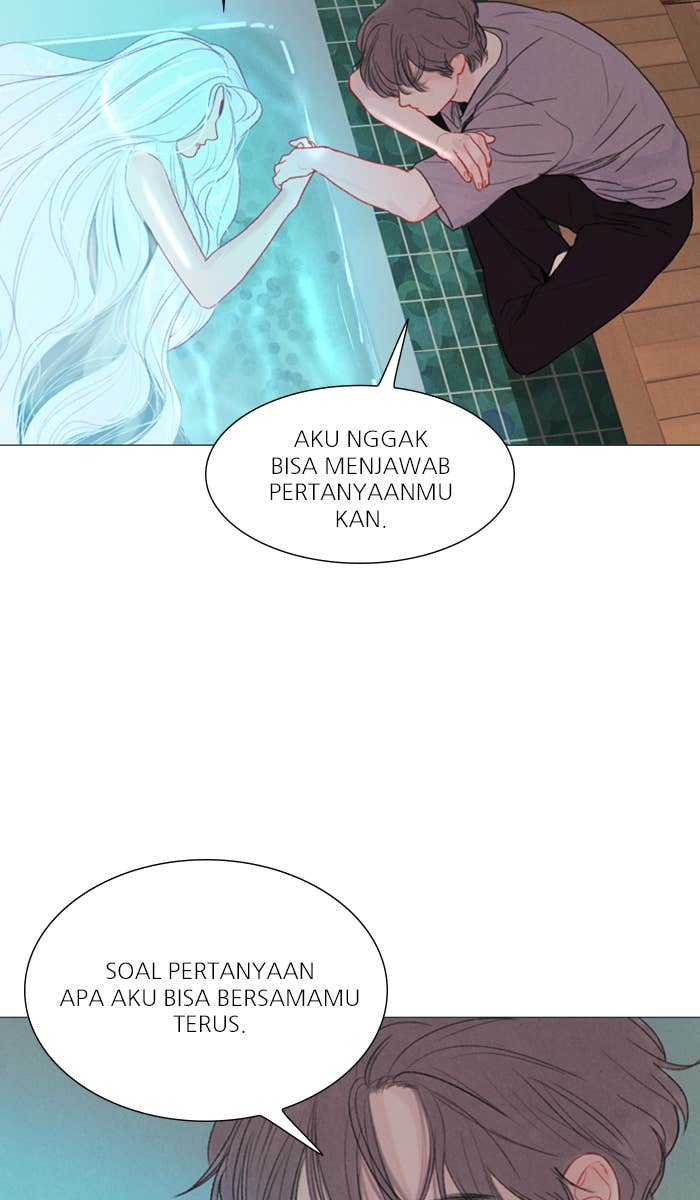 AKU NGGAK
BISA MENJAWAB
PERTANYAANMU
KAN.
SOAL PERTANYAAN
APA AKU BISA BERSAMAMU
TERUS.